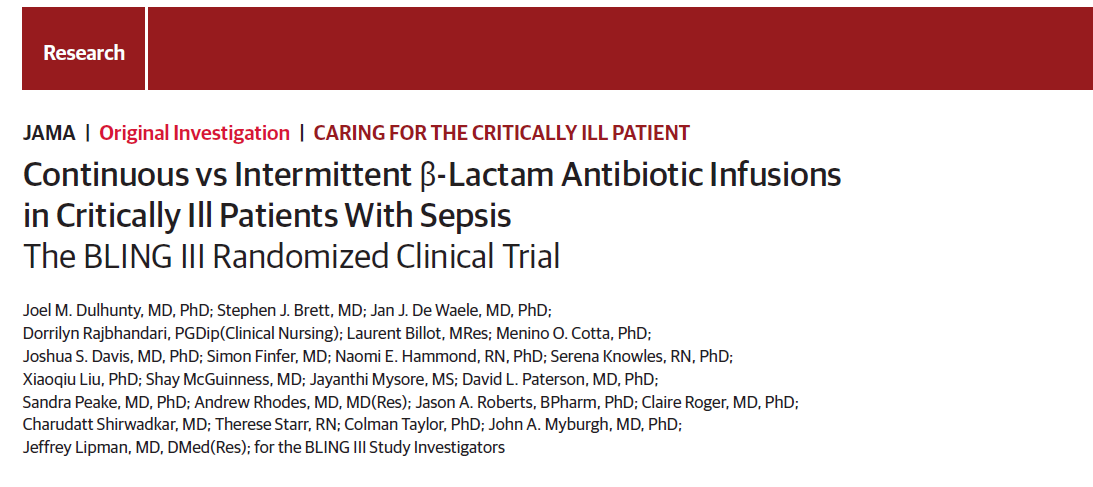 Research
JAMA | Original Investigation | CARING FOR THE CRITICALLY ILL PATIENT
Continuous vs Intermittent β-Lactam Antibiotic Infusions
in Critically Ill Patients With Sepsis
The BLING III Randomized Clinical Trial
Joel M. Dulhunty, MD, PhD; Stephen J. Brett, MD; Jan J. De Waele, MD, PhD;
Dorrilyn Rajbhandari, PGDip(Clinical Nursing); Laurent Billot, MRes; Menino O. Cotta, PhD;
Joshua S. Davis, MD, PhD; Simon Finfer, MD; Naomi E. Hammond, RN, PhD; Serena Knowles, RN, PhD;
Xiaoqiu Liu, PhD; Shay McGuinness, MD; Jayanthi Mysore, MS; David L. Paterson, MD, PhD;
Sandra Peake, MD, PhD; Andrew Rhodes, MD, MD(Res); Jason A. Roberts, BPharm, PhD; Claire Roger, MD, PhD;
Charudatt Shirwadkar, MD; Therese Starr, RN; Colman Taylor, PhD; John A. Myburgh, MD, PhD;
Jeffrey Lipman, MD, DMed(Res); for the BLING III Study Investigators